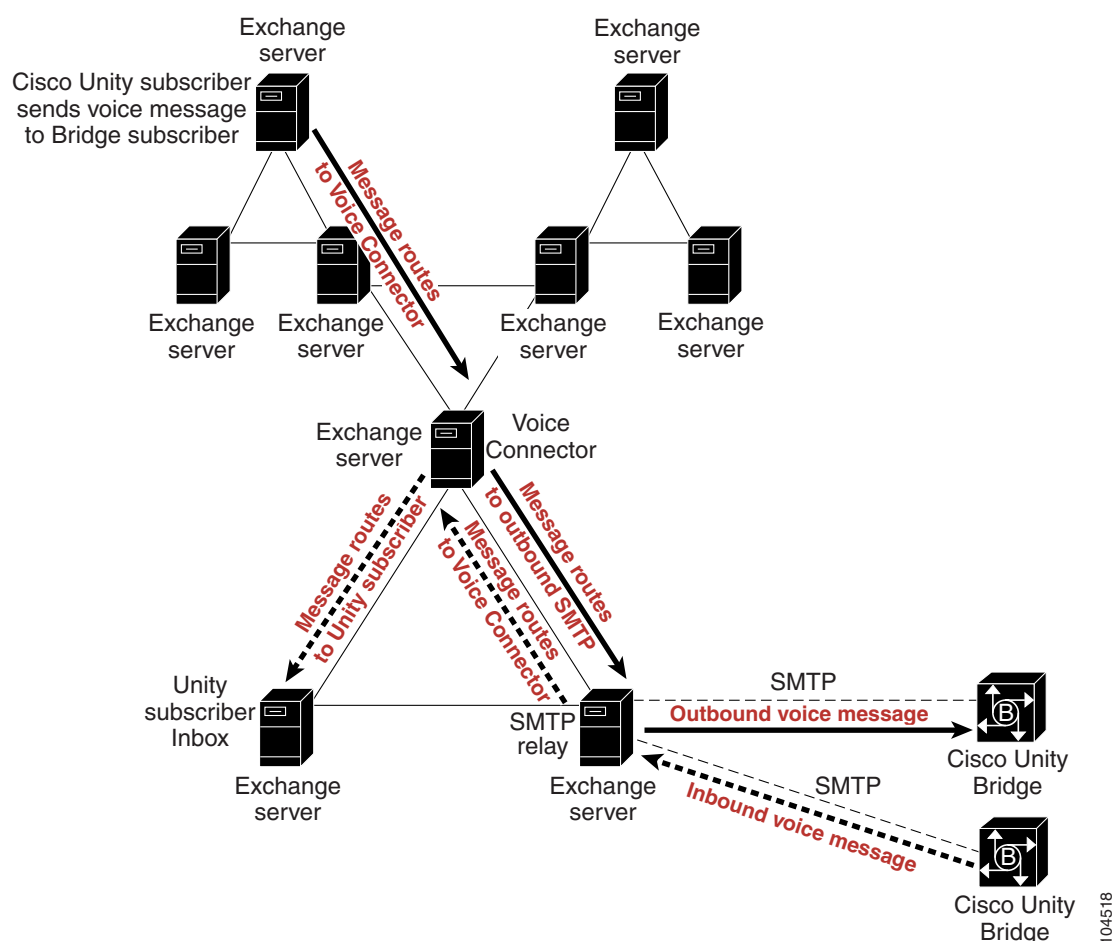 Exchange
server
Exchange
server
Cisco Unity subscriber
sends voice message
to Bridge subscriber
Message routes
to Voice Connector
Exchange
server
Exchange
server
Exchange
server
Exchange
server
Exchange
server
Voice
Connector
Message routes
to Unity subscriber
Message routes
to Voice Connector
Message routes
to outbound SMTP
Unity
subscriber
Inbox
Exchange
server
SMTP
relay
Exchange
server
SMTP
Outbound voice message
B
Cisco Unity
Bridge
SMTP
Inbound voice message
B
Cisco Unity
Bridge
104518